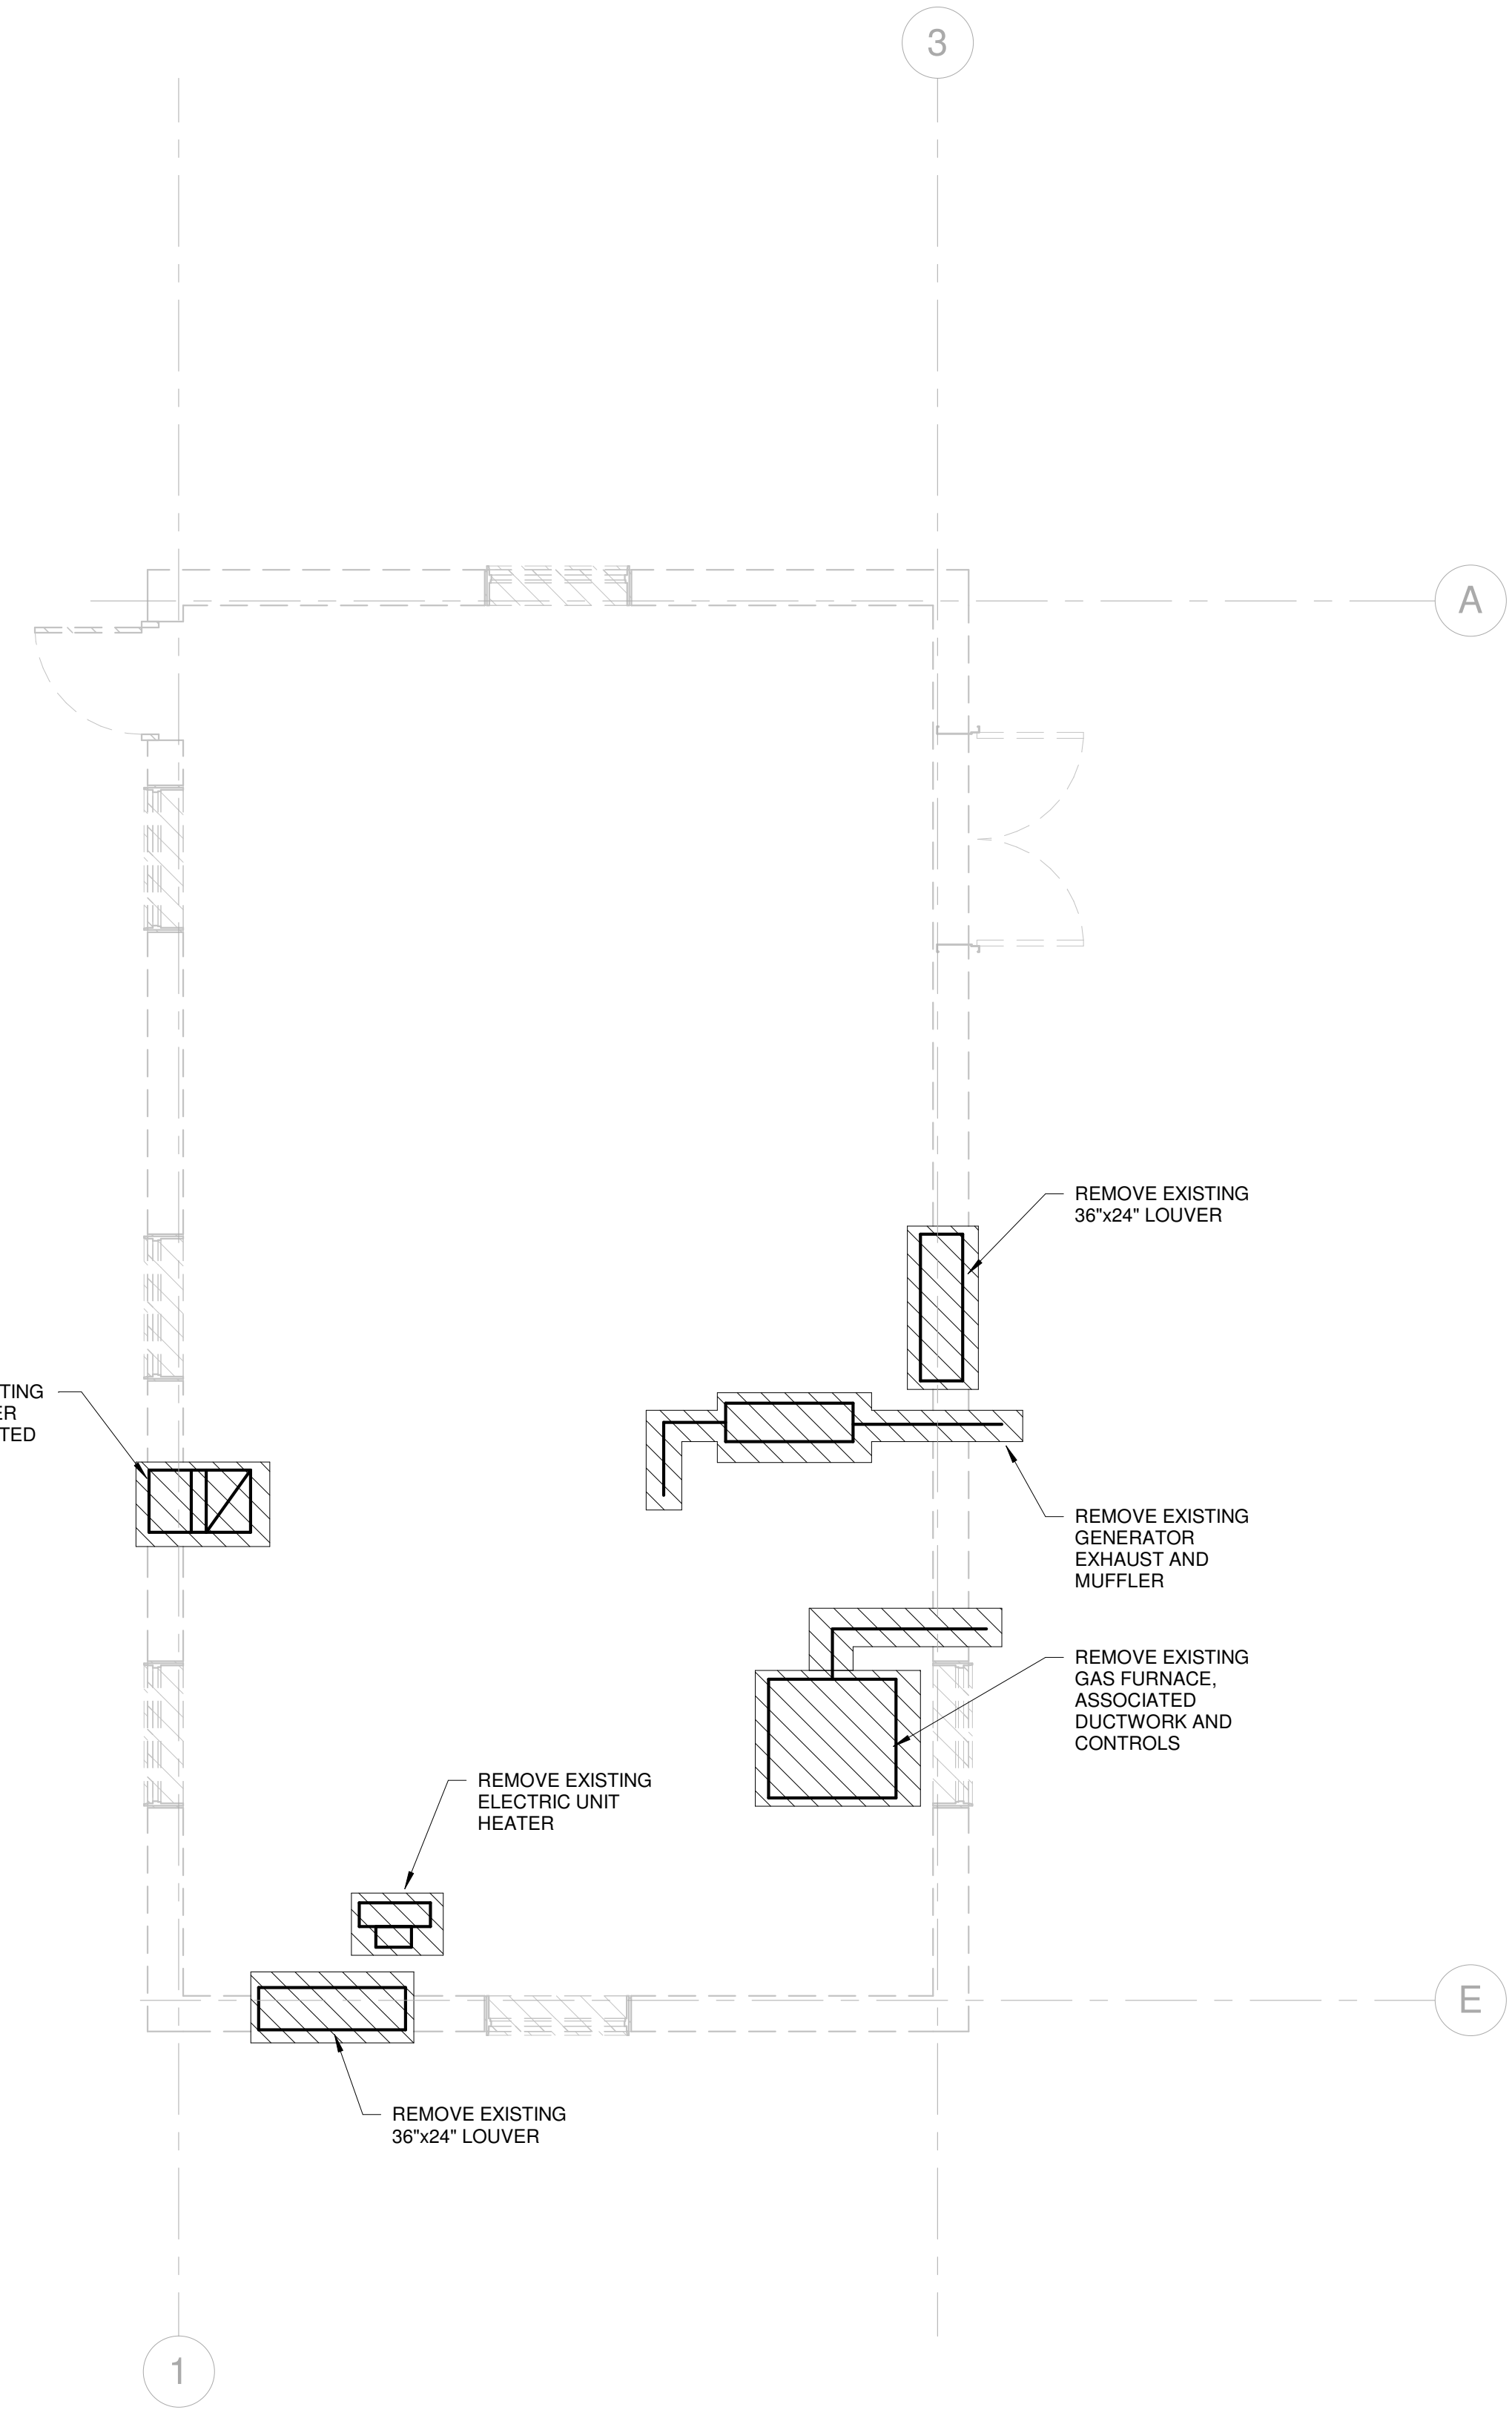 3
A
REMOVE EXISTING
36"x24" LOUVER
TING
ER
TED
REMOVE EXISTING
GENERATOR
EXHAUST AND
MUFFLER
REMOVE EXISTING
GAS FURNACE,
ASSOCIATED
DUCTWORK AND
CONTROLS
REMOVE EXISTING
ELECTRIC UNIT
HEATER
E
REMOVE EXISTING
36"x24" LOUVER
1